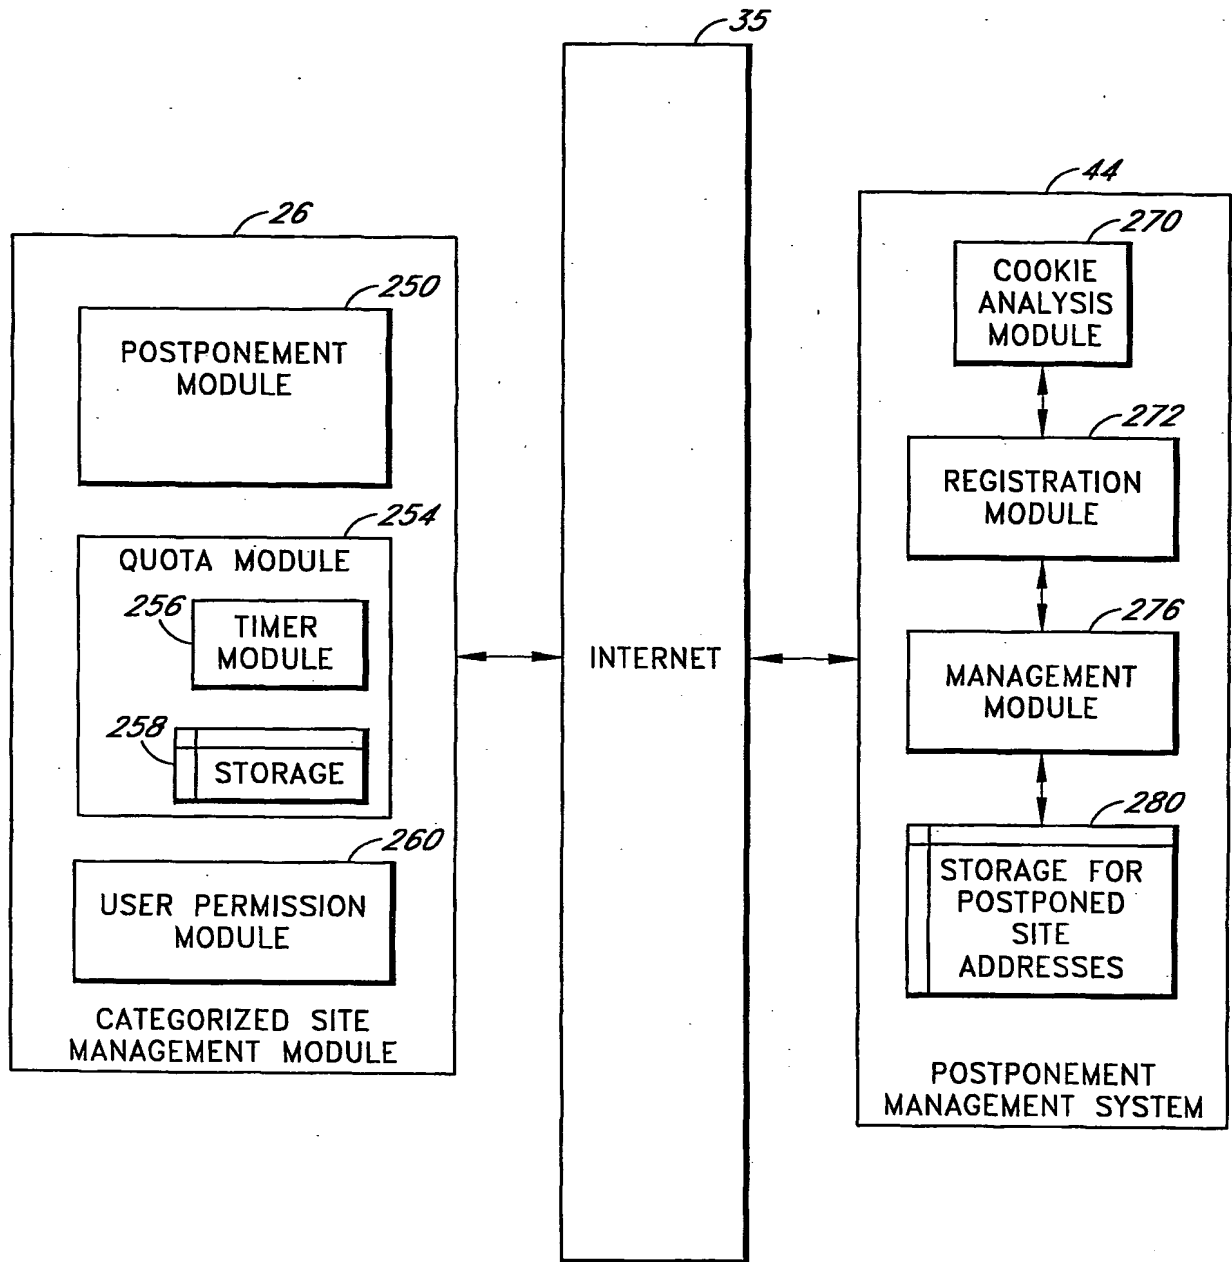 35
26
250
POSTPONEMENT
MODULE
254
QUOTA MODULE
256
TIMER
MODULE
258
STORAGE
260
USER PERMISSION
MODULE
CATEGORIZED SITE
MANAGEMENT MODULE
INTERNET
44
270
COOKIE
ANALYSIS
MODULE
272
REGISTRATION
MODULE
276
MANAGEMENT
MODULE
280
STORAGE FOR
POSTPONED
SITE
ADDRESSES
POSTPONEMENT
MANAGEMENT SYSTEM